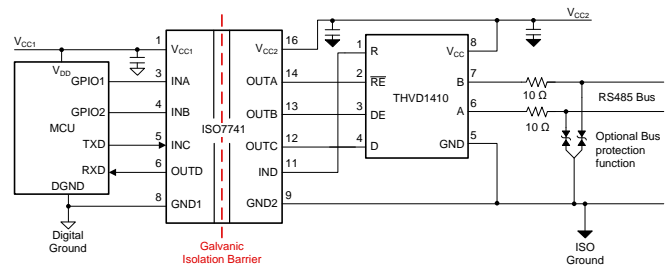 VCC1
VDD
GPIO1
GPIO2
MCU
TXD
RXD
DGND
Digital
Ground
1
3
4
5
6
8
VCC1
INA
INB
INC
OUTD
GND1
ISO7741
Galvanic
Isolation Barrier
VCC2
OUTA
OUTB
OUTC
IND
GND2
16
14
13
12
11
9
1
2
3
4
R
RE
DE
D
THVD1410
VCC
B
A
GND
8
7
6
5
VCC2
10 Ω
10 Ω
RS485 Bus
Optional Bus
protection
function
ISO
Ground